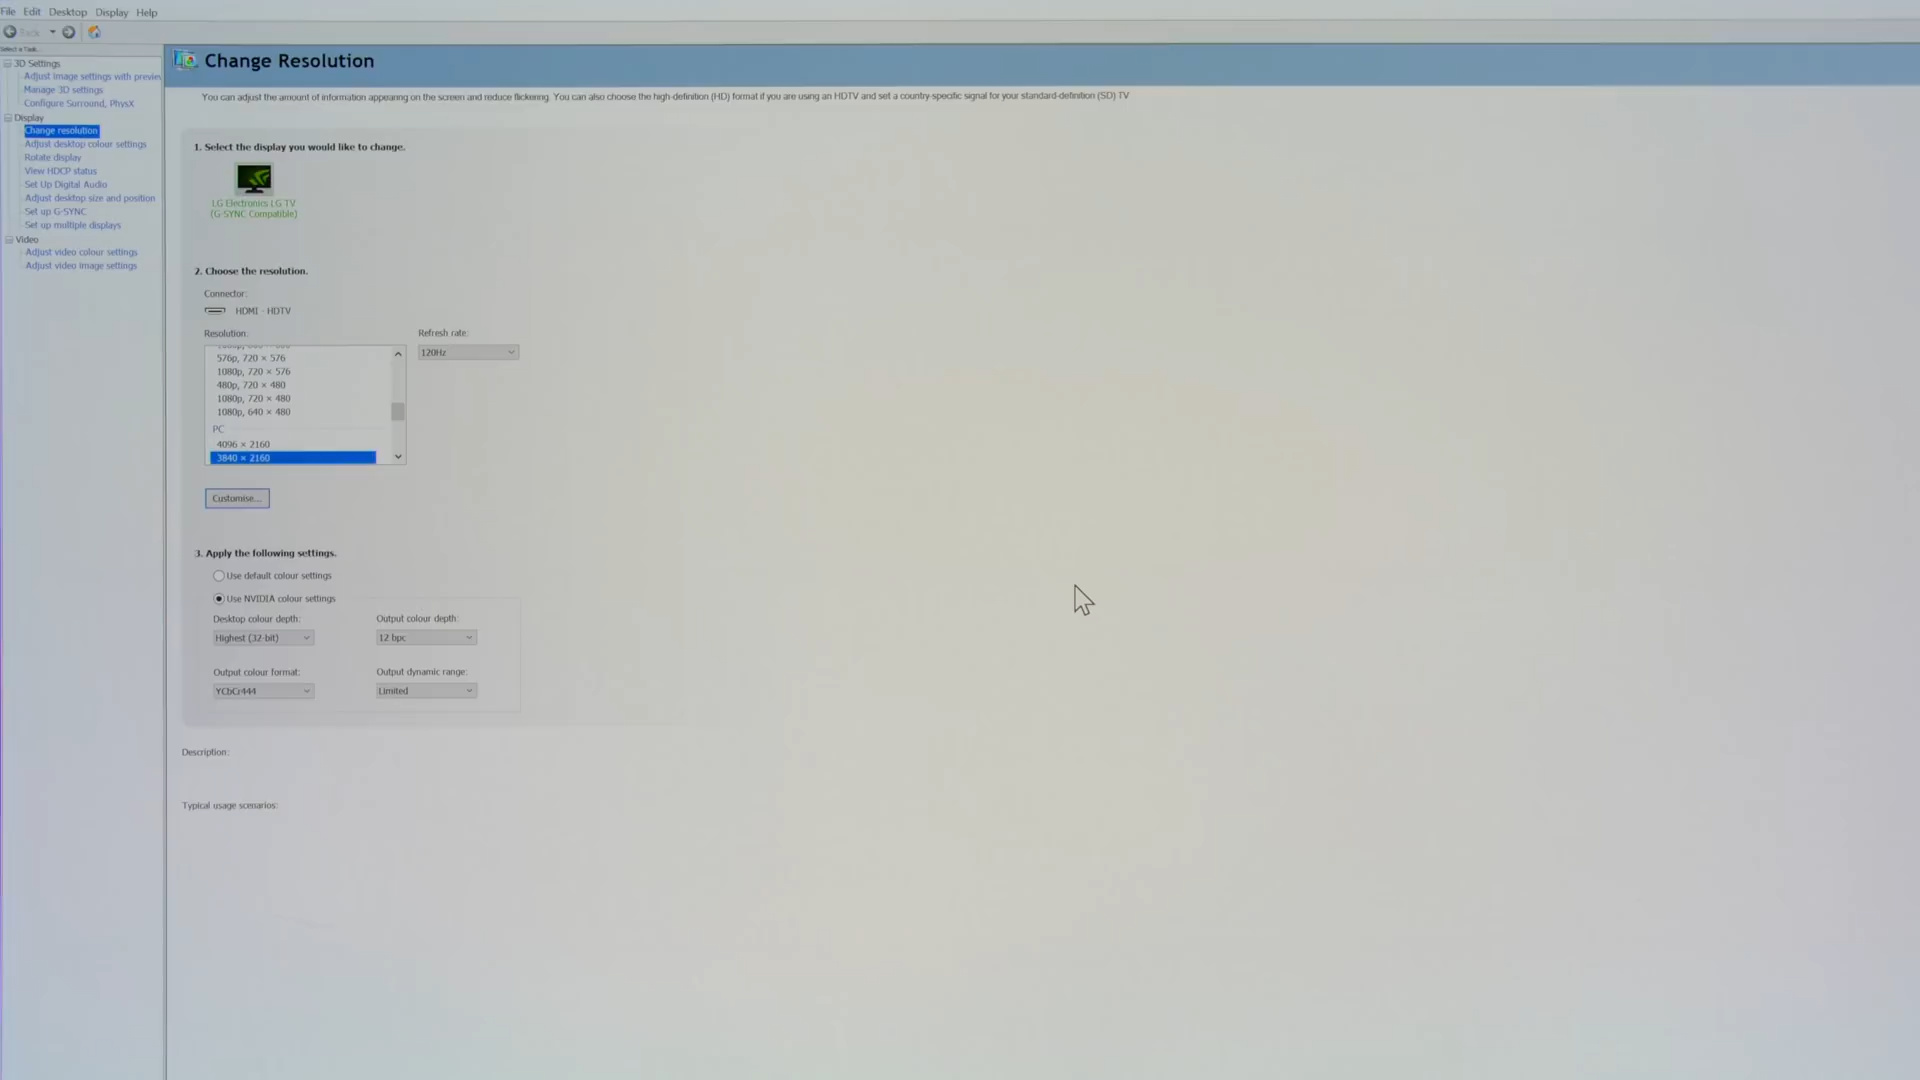 File Edit Desktop Display Help
Back
Select a Task...
3D Settings
Adjust image settings with preview
Manage 3D settings
Configure Surround, PhysX
Display
Change resolution
Adjust desktop colour settings
Rotate display
View HDCP status
Set Up Digital Audio
Adjust desktop size and position
Set up G-SYNC
Set up multiple displays
Video
Adjust video colour settings
Adjust video image settings
Change Resolution
You can adjust the amount of information appearing on the screen and reduce flickering. You can also choose the high-definition (HD) format if you are using an HDTV and set a country-specific signal for your standard-definition (SD) TV
1. Select the display you would like to change.
LG Electronics LG TV
(G-SYNC Compatible)
2. Choose the resolution.
Connector:
HDMI - HDTV
Resolution:
Refresh rate:
120Hz
576p, 720 × 576
1080p, 720 × 576
480p, 720 × 480
1080p, 720 × 480
1080p, 640 × 480
PC
4096 × 2160
3840 × 2160
Customise...
3. Apply the following settings.
Use default colour settings
Use NVIDIA colour settings
Desktop colour depth:
Output colour depth:
Highest (32-bit)
12 bpc
Output colour format:
Output dynamic range:
YCbCr444
Limited
Description:
Typical usage scenarios: